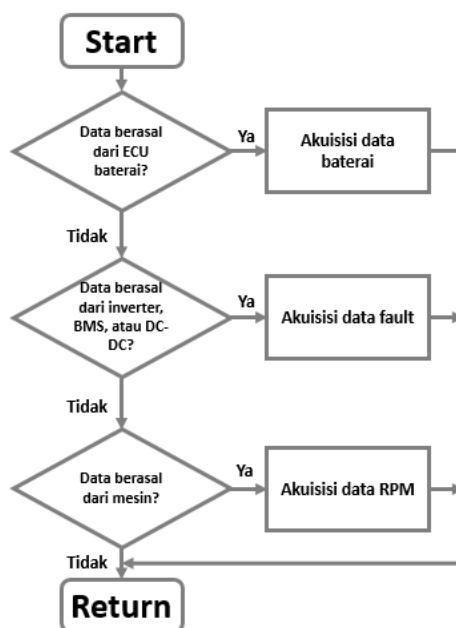 Start
Data berasal
dari ECU
baterai?
Ya
Akuisisi data
baterai
Tidak
Data berasal
dari inverter,
BMS, atau DC-
DC?
Ya
Akuisisi data fault
Tidak
Data berasal
dari mesin?
Ya
Akuisisi data RPM
Tidak
Return